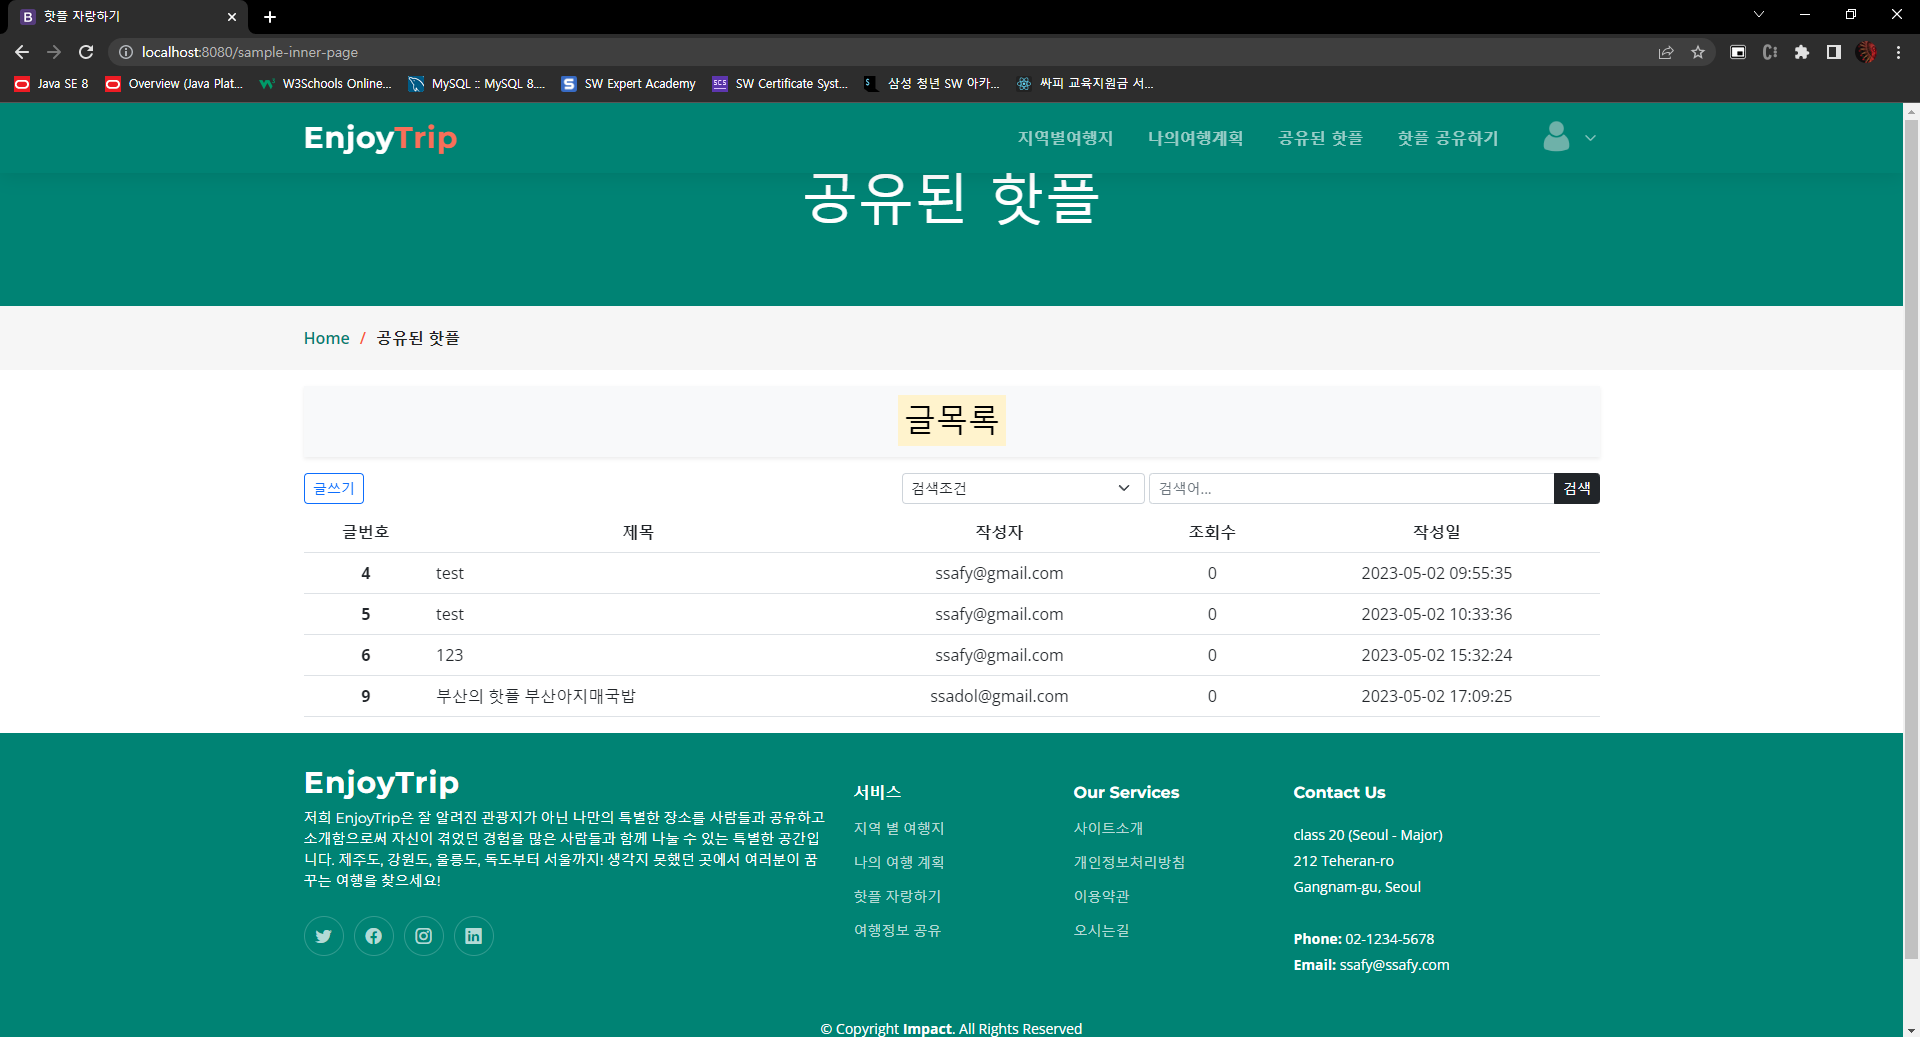 핫플 자랑하기
localhost:8080/sample-inner-page
Java SE 8 Overview (Java Plat... W3Schools Online... MySQL :: MySQL 8.... SW Expert Academy SW Certificate Syst... 삼성 청년 SW 아카... 싸피 교육지원금 서...
EnjoyTrip 지역별여행지 나의여행계획 공유된 핫플 핫플 공유하기
공유된 핫플
Home / 공유된 핫플
글목록
글쓰기 검색조건 검색어... 검색
글번호 제목 작성자 조회수 작성일
4 test ssafy@gmail.com 0 2023-05-02 09:55:35
5 test ssafy@gmail.com 0 2023-05-02 10:33:36
6 123 ssafy@gmail.com 0 2023-05-02 15:32:24
9 부산의 핫플 부산아지매국밥 ssadol@gmail.com 0 2023-05-02 17:09:25
EnjoyTrip
저희 EnjoyTrip은 잘 알려진 관광지가 아닌 나만의 특별한 장소를 사람들과 공유하고
소개함으로써 자신이 겪었던 경험을 많은 사람들과 함께 나눌 수 있는 특별한 공간입
니다. 제주도, 강원도, 울릉도, 독도부터 서울까지! 생각지 못했던 곳에서 여러분이 꿈
꾸는 여행을 찾으세요!
서비스
지역 별 여행지
나의 여행 계획
핫플 자랑하기
여행정보 공유
Our Services
사이트소개
개인정보처리방침
이용약관
오시는길
Contact Us
class 20 (Seoul - Major)
212 Teheran-ro
Gangnam-gu, Seoul
Phone: 02-1234-5678
Email: ssafy@ssafy.com
© Copyright Impact. All Rights Reserved